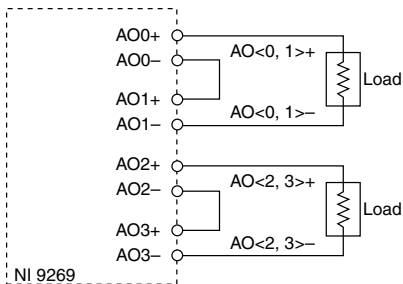 AO0+
AO0–
AO1+
AO1–
AO<0, 1>+
Load
AO<0, 1>–
AO2+
AO2–
AO3+
AO3–
AO<2, 3>+
Load
AO<2, 3>–
NI 9269